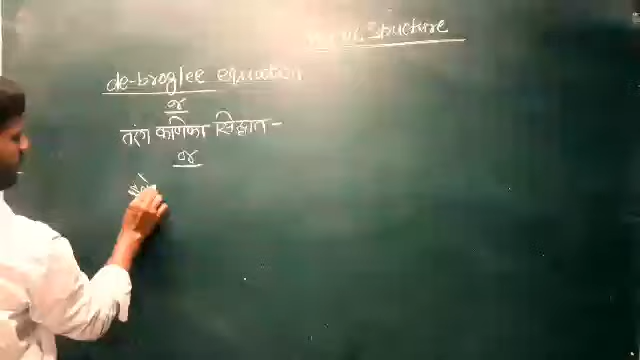 Structure
de-broglee equation
or
तरंग कणिका सिद्धांत -
or